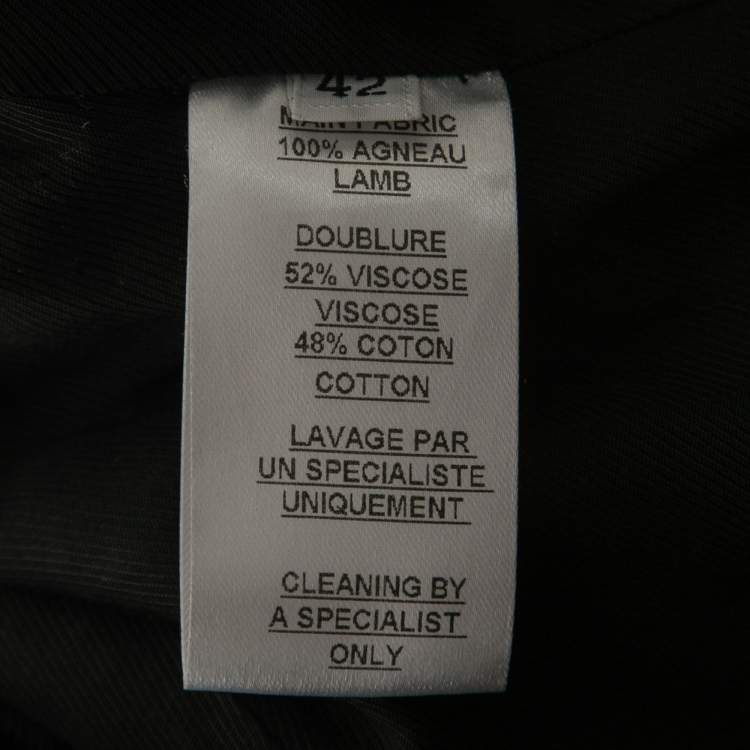 42
MAIN FABRIC
100% AGNEAU
LAMB
DOUBLURE
52% VISCOSE
VISCOSE
48% COTON
COTTON
LAVAGE PAR
UN SPECIALISTE
UNIQUEMENT
CLEANING BY
A SPECIALIST
ONLY